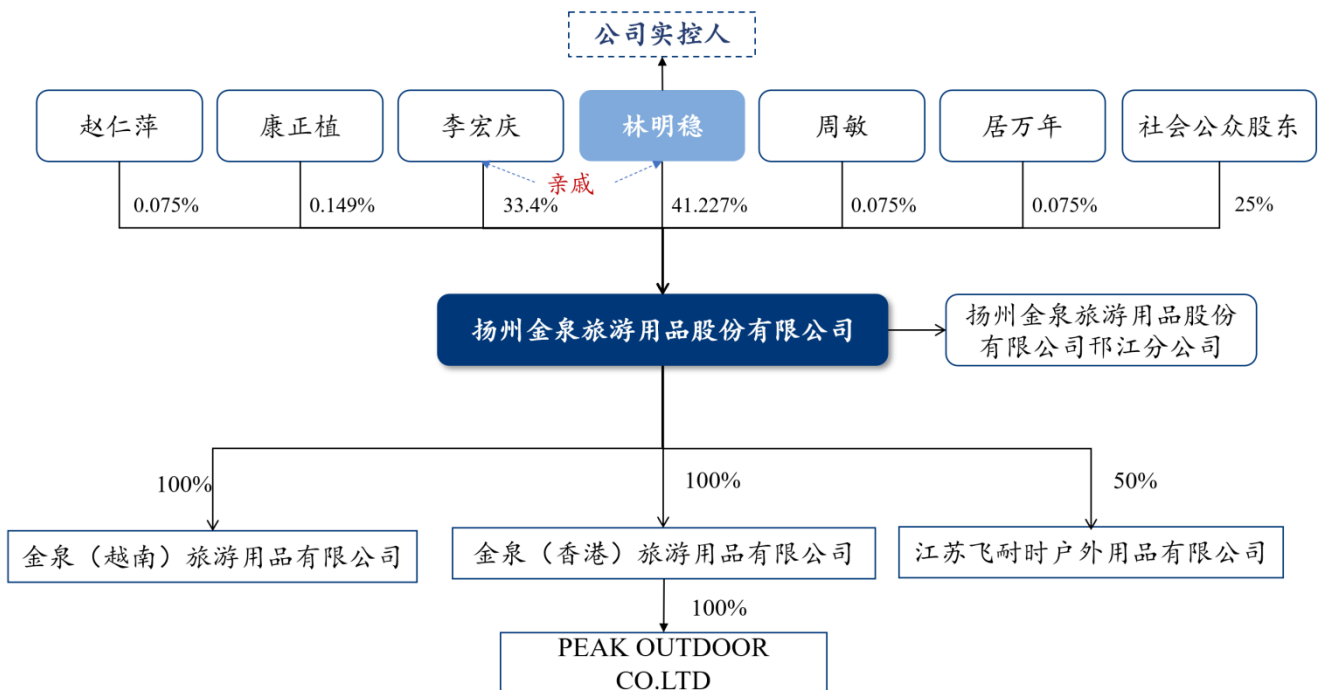 公司实控人
赵仁萍
康正植
李宏庆
林明稳
周敏
居万年
社会公众股东
亲戚
0.075%
0.149%
33.4%
41.227%
0.075%
0.075%
25%
扬州金泉旅游用品股份有限公司
扬州金泉旅游用品股份
有限公司邗江分公司
100%
100%
50%
金泉（越南）旅游用品有限公司
金泉（香港）旅游用品有限公司
江苏飞耐时户外用品有限公司
100%
PEAK OUTDOOR
CO.LTD